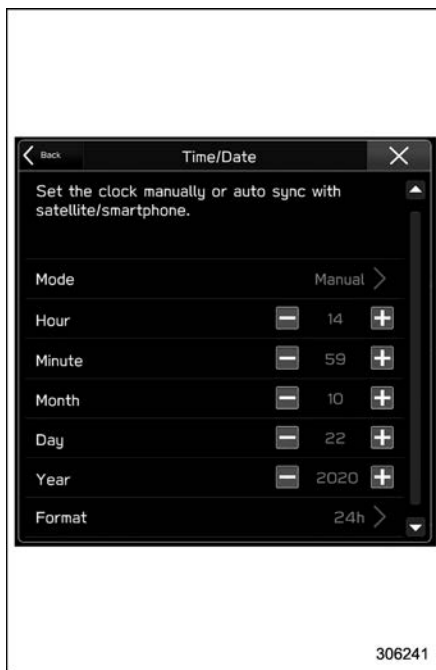 Back Time/Date
Set the clock manually or auto sync with
satellite/smartphone.
Mode Manual
Hour 14
Minute 59
Month 10
Day 22
Year 2020
Format 24h
306241